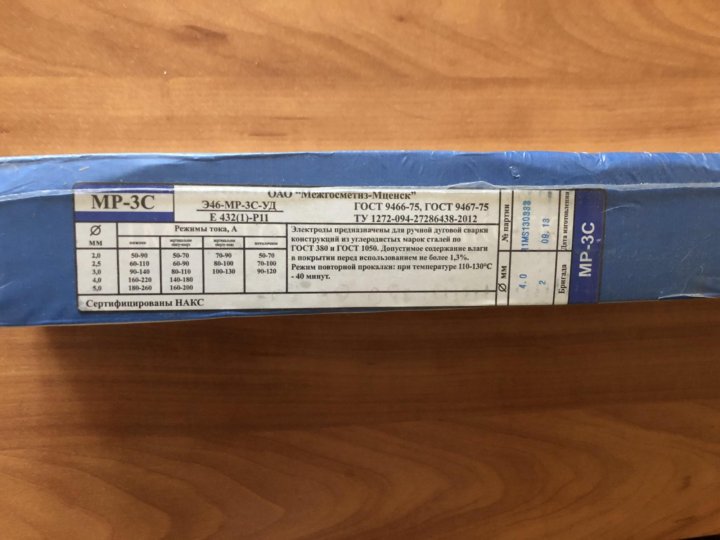 МР-3С
ОАО "Межгосметиз-Мценск"
Э46-МР-3С-УД
Е 432(1)-Р11
ГОСТ 9466-75, ГОСТ 9467-75
ТУ 1272-094-27286438-2012
Ø мм
Режимы тока, А
нижнее
вертикальное
потолочное
2,0 50-90 50-70 70-90 50-70
2,5 60-110 60-90 80-100 70-100
3,0 90-140 80-110 100-130 90-120
4,0 160-220 140-180
5,0 180-260 160-200
Электроды предназначены для ручной дуговой сварки
конструкций из углеродистых марок сталей по
ГОСТ 380 и ГОСТ 1050. Допустимое содержание влаги
в покрытии перед использованием не более 1,3%.
Режим повторной прокалки: при температуре 110-130°С
- 40 минут.
Сертифицированы НАКС
№ партии
Ø мм 4.0
Дата изготовления 09.13
Бригада 2
МР-3С